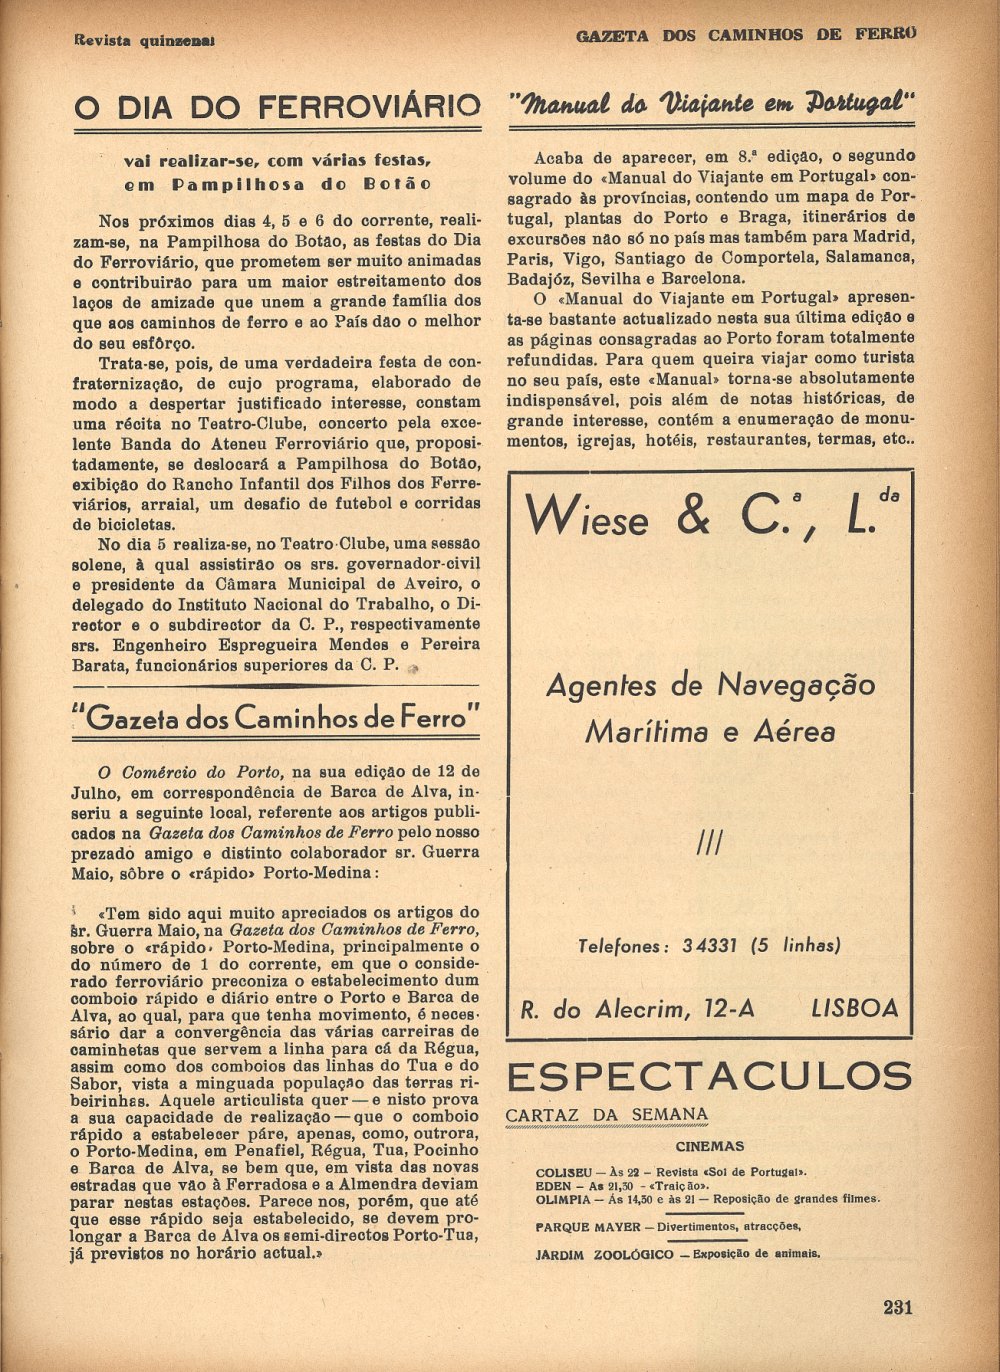 Revista quinzenal
GAZETA DOS CAMINHOS DE FERRO
O DIA DO FERROVIÁRIO
vai realizar-se, com várias festas,
em Pampilhosa do Botão
Nos próximos dias 4, 5 e 6 do corrente, reali-
zam-se, na Pampilhosa do Botão, as festas do Dia
do Ferroviário, que prometem ser muito animadas
e contribuirão para um maior estreitamento dos
laços de amizade que unem a grande família dos
que aos caminhos de ferro e ao País dão o melhor
do seu esfôrço.
Trata-se, pois, de uma verdadeira festa de con-
fraternização, de cujo programa, elaborado de
modo a despertar justificado interesse, constam
uma récita no Teatro-Clube, concerto pela exce-
lente Banda do Ateneu Ferroviário que, proposi-
tadamente, se deslocará a Pampilhosa do Botão,
exibição do Rancho Infantil dos Filhos dos Ferre-
viários, arraial, um desafio de futebol e corridas
de bicicletas.
No dia 5 realiza-se, no Teatro-Clube, uma sessão
solene, à qual assistirão os srs. governador-civil
e presidente da Câmara Municipal de Aveiro, o
delegado do Instituto Nacional do Trabalho, o Di-
rector e o subdirector da C. P., respectivamente
srs. Engenheiro Espregueira Mendes e Pereira
Barata, funcionários superiores da C. P.
"Gazeta dos Caminhos de Ferro"
O Comércio do Porto, na sua edição de 12 de
Julho, em correspondência de Barca de Alva, in-
seriu a seguinte local, referente aos artigos publi-
cados na Gazeta dos Caminhos de Ferro pelo nosso
prezado amigo e distinto colaborador sr. Guerra
Maio, sôbre o «rápido» Porto-Medina:
«Tem sido aqui muito apreciados os artigos do
sr. Guerra Maio, na Gazeta dos Caminhos de Ferro,
sobre o «rápido» Porto-Medina, principalmente o
do número de 1 do corrente, em que o conside-
rado ferroviário preconiza o estabelecimento dum
comboio rápido e diário entre o Porto e Barca de
Alva, ao qual, para que tenha movimento, é neces-
sário dar a convergência das várias carreiras de
caminhetas que servem a linha para cá da Régua,
assim como dos comboios das linhas do Tua e do
Sabor, vista a minguada população das terras ri-
beirinhas. Aquele articulista quer — e nisto prova
a sua capacidade de realização — que o comboio
rápido a estabelecer páre, apenas, como, outrora,
o Porto-Medina, em Penafiel, Régua, Tua, Pocinho
e Barca de Alva, se bem que, em vista das novas
estradas que vão à Ferradosa e a Almendra deviam
parar nestas estações. Parece nos, porém, que até
que esse rápido seja estabelecido, se devem pro-
longar a Barca de Alva os semi-directos Porto-Tua,
já previstos no horário actual.»
"Manual do Viajante em Portugal"
Acaba de aparecer, em 8.ª edição, o segundo
volume do «Manual do Viajante em Portugal» con-
sagrado às províncias, contendo um mapa de Por-
tugal, plantas do Porto e Braga, itinerários de
excursões não só no país mas também para Madrid,
Paris, Vigo, Santiago de Comportela, Salamanca,
Badajóz, Sevilha e Barcelona.
O «Manual do Viajante em Portugal» apresen-
ta-se bastante actualizado nesta sua última edição e
as páginas consagradas ao Porto foram totalmente
refundidas. Para quem queira viajar como turista
no seu país, este «Manual» torna-se absolutamente
indispensável, pois além de notas históricas, de
grande interesse, contém a enumeração de monu-
mentos, igrejas, hotéis, restaurantes, termas, etc..
Wiese & C.ª, L.da
Agentes de Navegação
Marítima e Aérea
///
Telefones: 34331 (5 linhas)
R. do Alecrim, 12-A LISBOA
ESPECTACULOS
CARTAZ DA SEMANA
CINEMAS
COLISEU — Às 22 – Revista «Sol de Portugal».
EDEN – As 21,30 - «Traição».
OLIMPIA — Ás 14,30 e às 21 — Reposição de grandes filmes.
PARQUE MAYER — Divertimentos, atracções,
JARDIM ZOOLÓGICO — Exposição de animais.
231